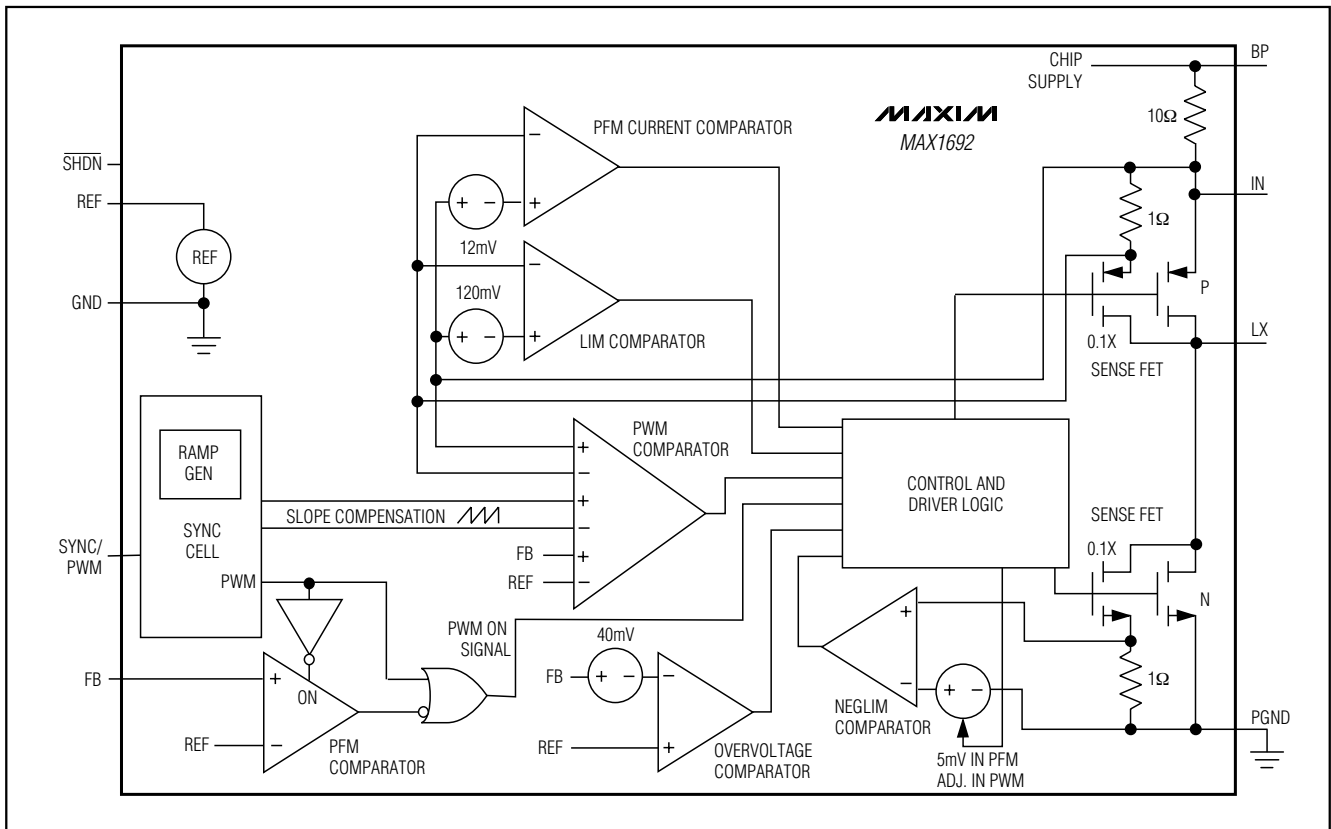 CHIP
SUPPLY
BP
MAXIM
MAX1692
10Ω
PFM CURRENT COMPARATOR
SHDN
REF
REF
GND
−
+ −
+
12mV
IN
1Ω
120mV
−
+ −
+
LIM COMPARATOR
P
0.1X
SENSE FET
LX
RAMP
GEN
SYNC
CELL
SYNC/
PWM
PWM
SLOPE COMPENSATION
FB
REF
+
−
+
−
+
−
PWM
COMPARATOR
CONTROL AND
DRIVER LOGIC
SENSE FET
0.1X
N
PWM ON
SIGNAL
ON
FB
REF
+
−
PFM
COMPARATOR
40mV
FB
+ −
−
REF
+
OVERVOLTAGE
COMPARATOR
+
−
+ −
NEGLIM
COMPARATOR
5mV IN PFM
ADJ. IN PWM
1Ω
PGND